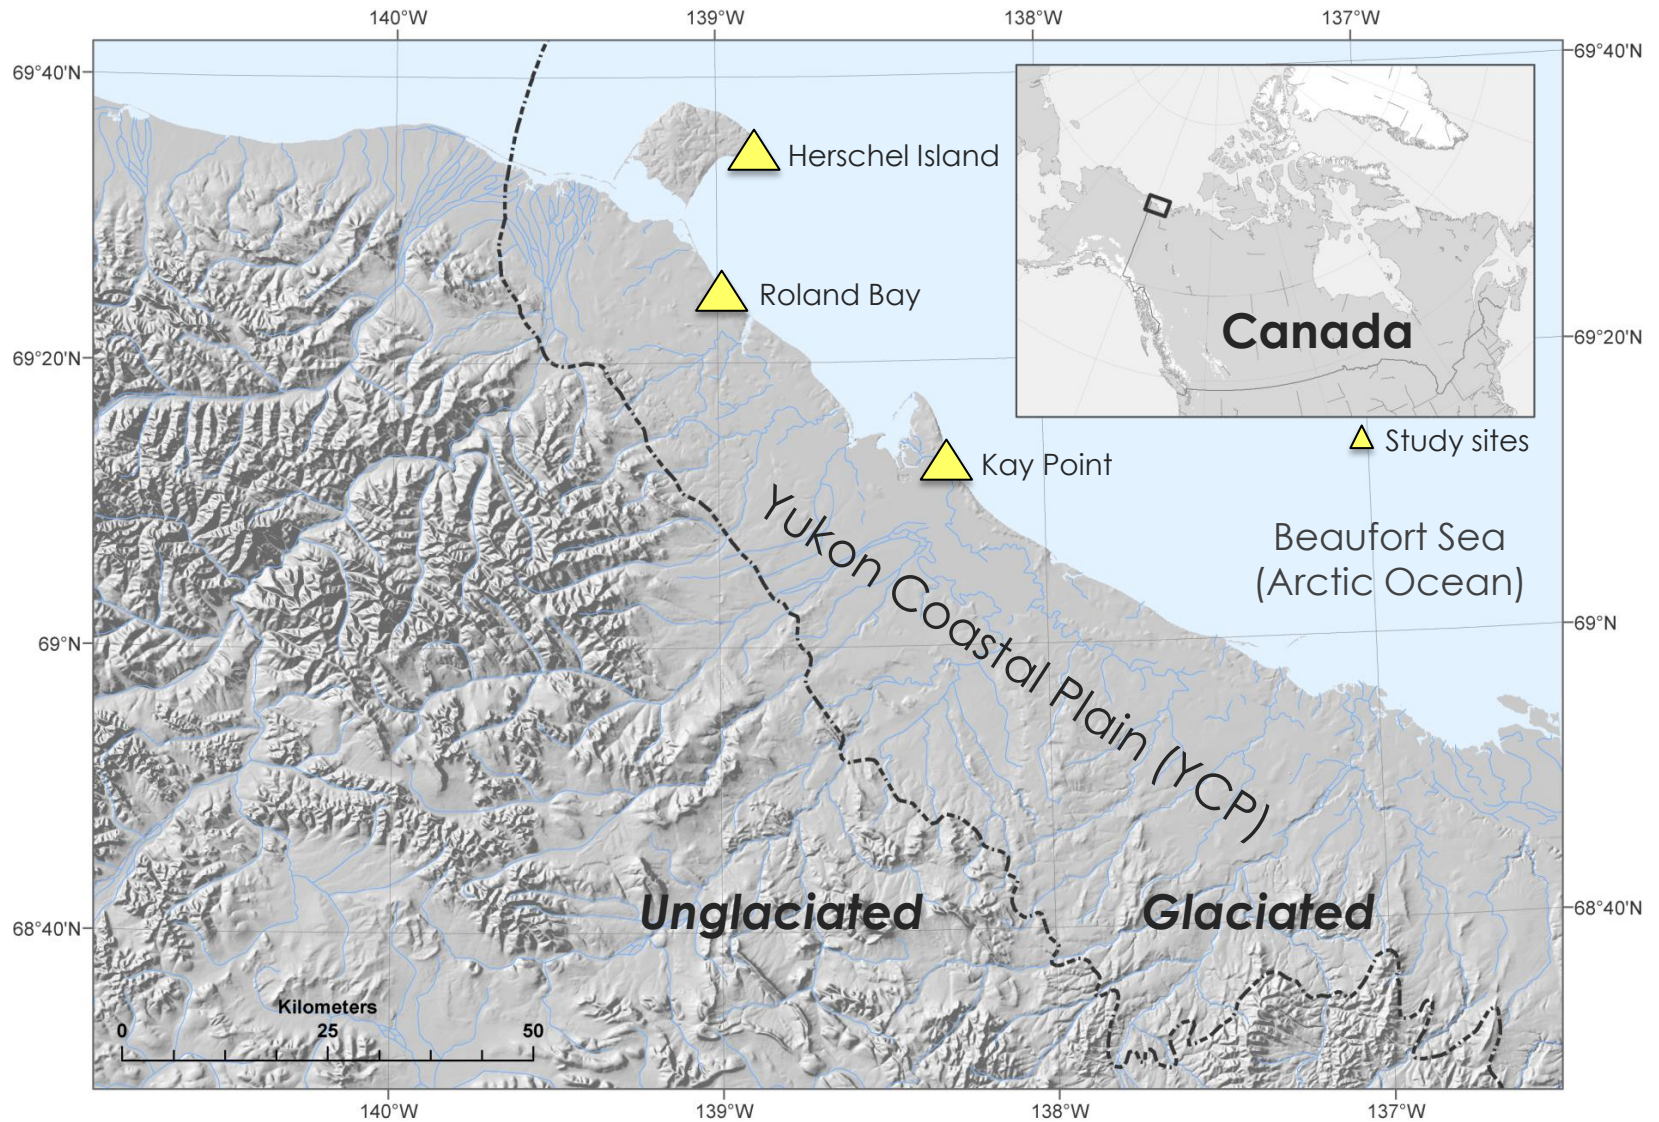 140°W 139°W 138°W 137°W
69°40'N 69°40'N
Herschel Island
Roland Bay
Canada
69°20'N 69°20'N
Study sites
Kay Point
Yukon Coastal Plain (YCP)
Beaufort Sea
(Arctic Ocean)
69°N 69°N
Unglaciated Glaciated
68°40'N 68°40'N
Kilometers
0 25 50
140°W 139°W 138°W 137°W